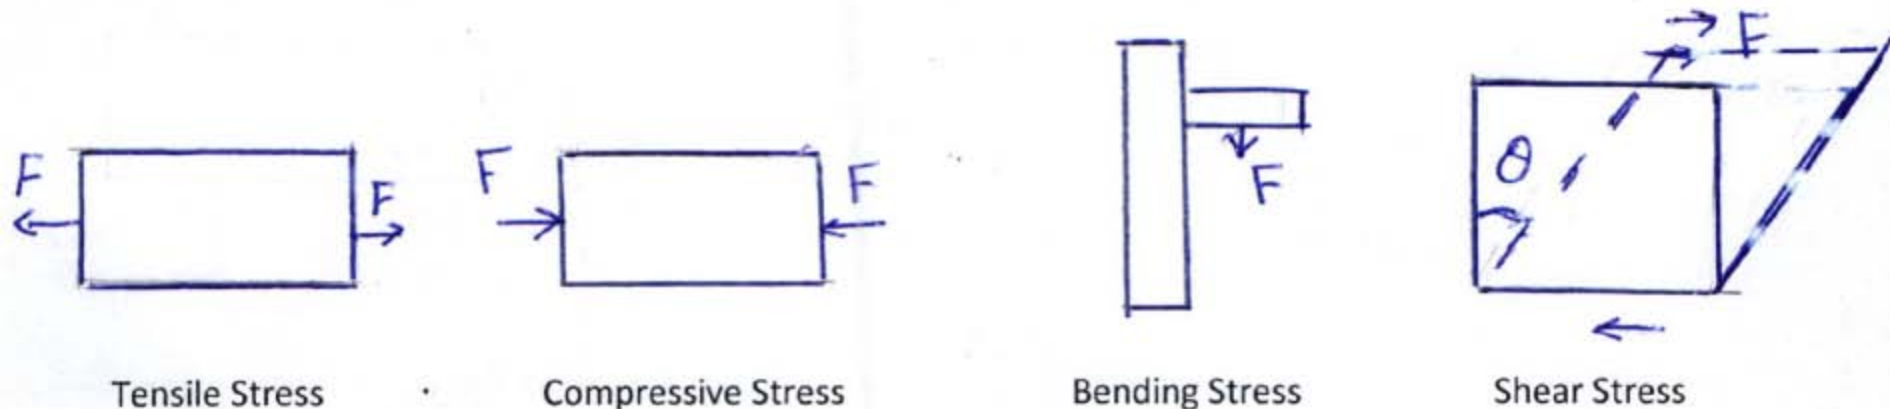 F
F
F
F
F
θ
F
Tensile Stress
Compressive Stress
Bending Stress
Shear Stress